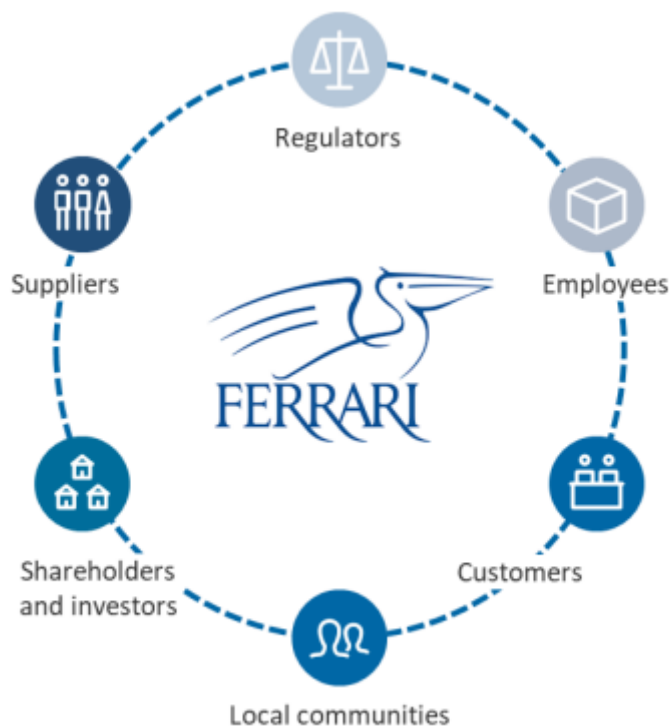 Regulators
Suppliers
Employees
FERRARI
Shareholders
and investors
Customers
Local communities